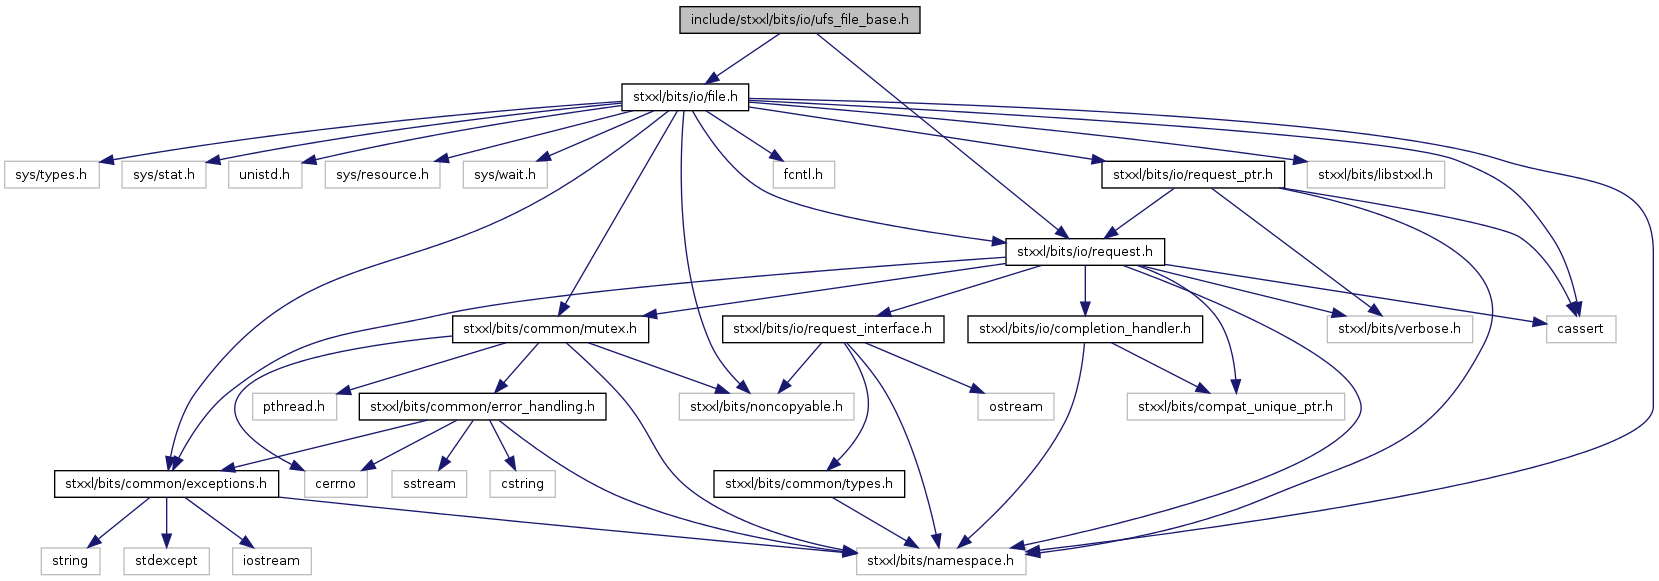 include/stxxl/bits/io/ufs_file_base.h
stxxl/bits/io/file.h
sys/types.h
sys/stat.h
unistd.h
sys/resource.h
sys/wait.h
fcntl.h
stxxl/bits/io/request_ptr.h
stxxl/bits/libstxxl.h
stxxl/bits/io/request.h
stxxl/bits/common/mutex.h
stxxl/bits/io/request_interface.h
stxxl/bits/io/completion_handler.h
stxxl/bits/verbose.h
cassert
pthread.h
stxxl/bits/common/error_handling.h
stxxl/bits/noncopyable.h
ostream
stxxl/bits/compat_unique_ptr.h
stxxl/bits/common/exceptions.h
cerrno
sstream
cstring
stxxl/bits/common/types.h
string
stdexcept
iostream
stxxl/bits/namespace.h